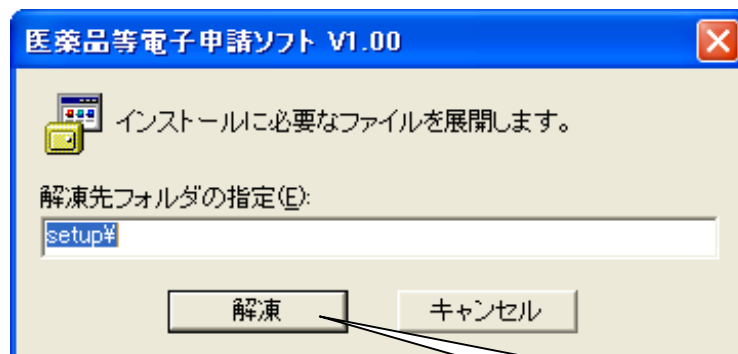 医薬品等電子申請ソフト V1.00
インストールに必要なファイルを展開します。
解凍先フォルダの指定(E):
setup¥
解凍
キャンセル